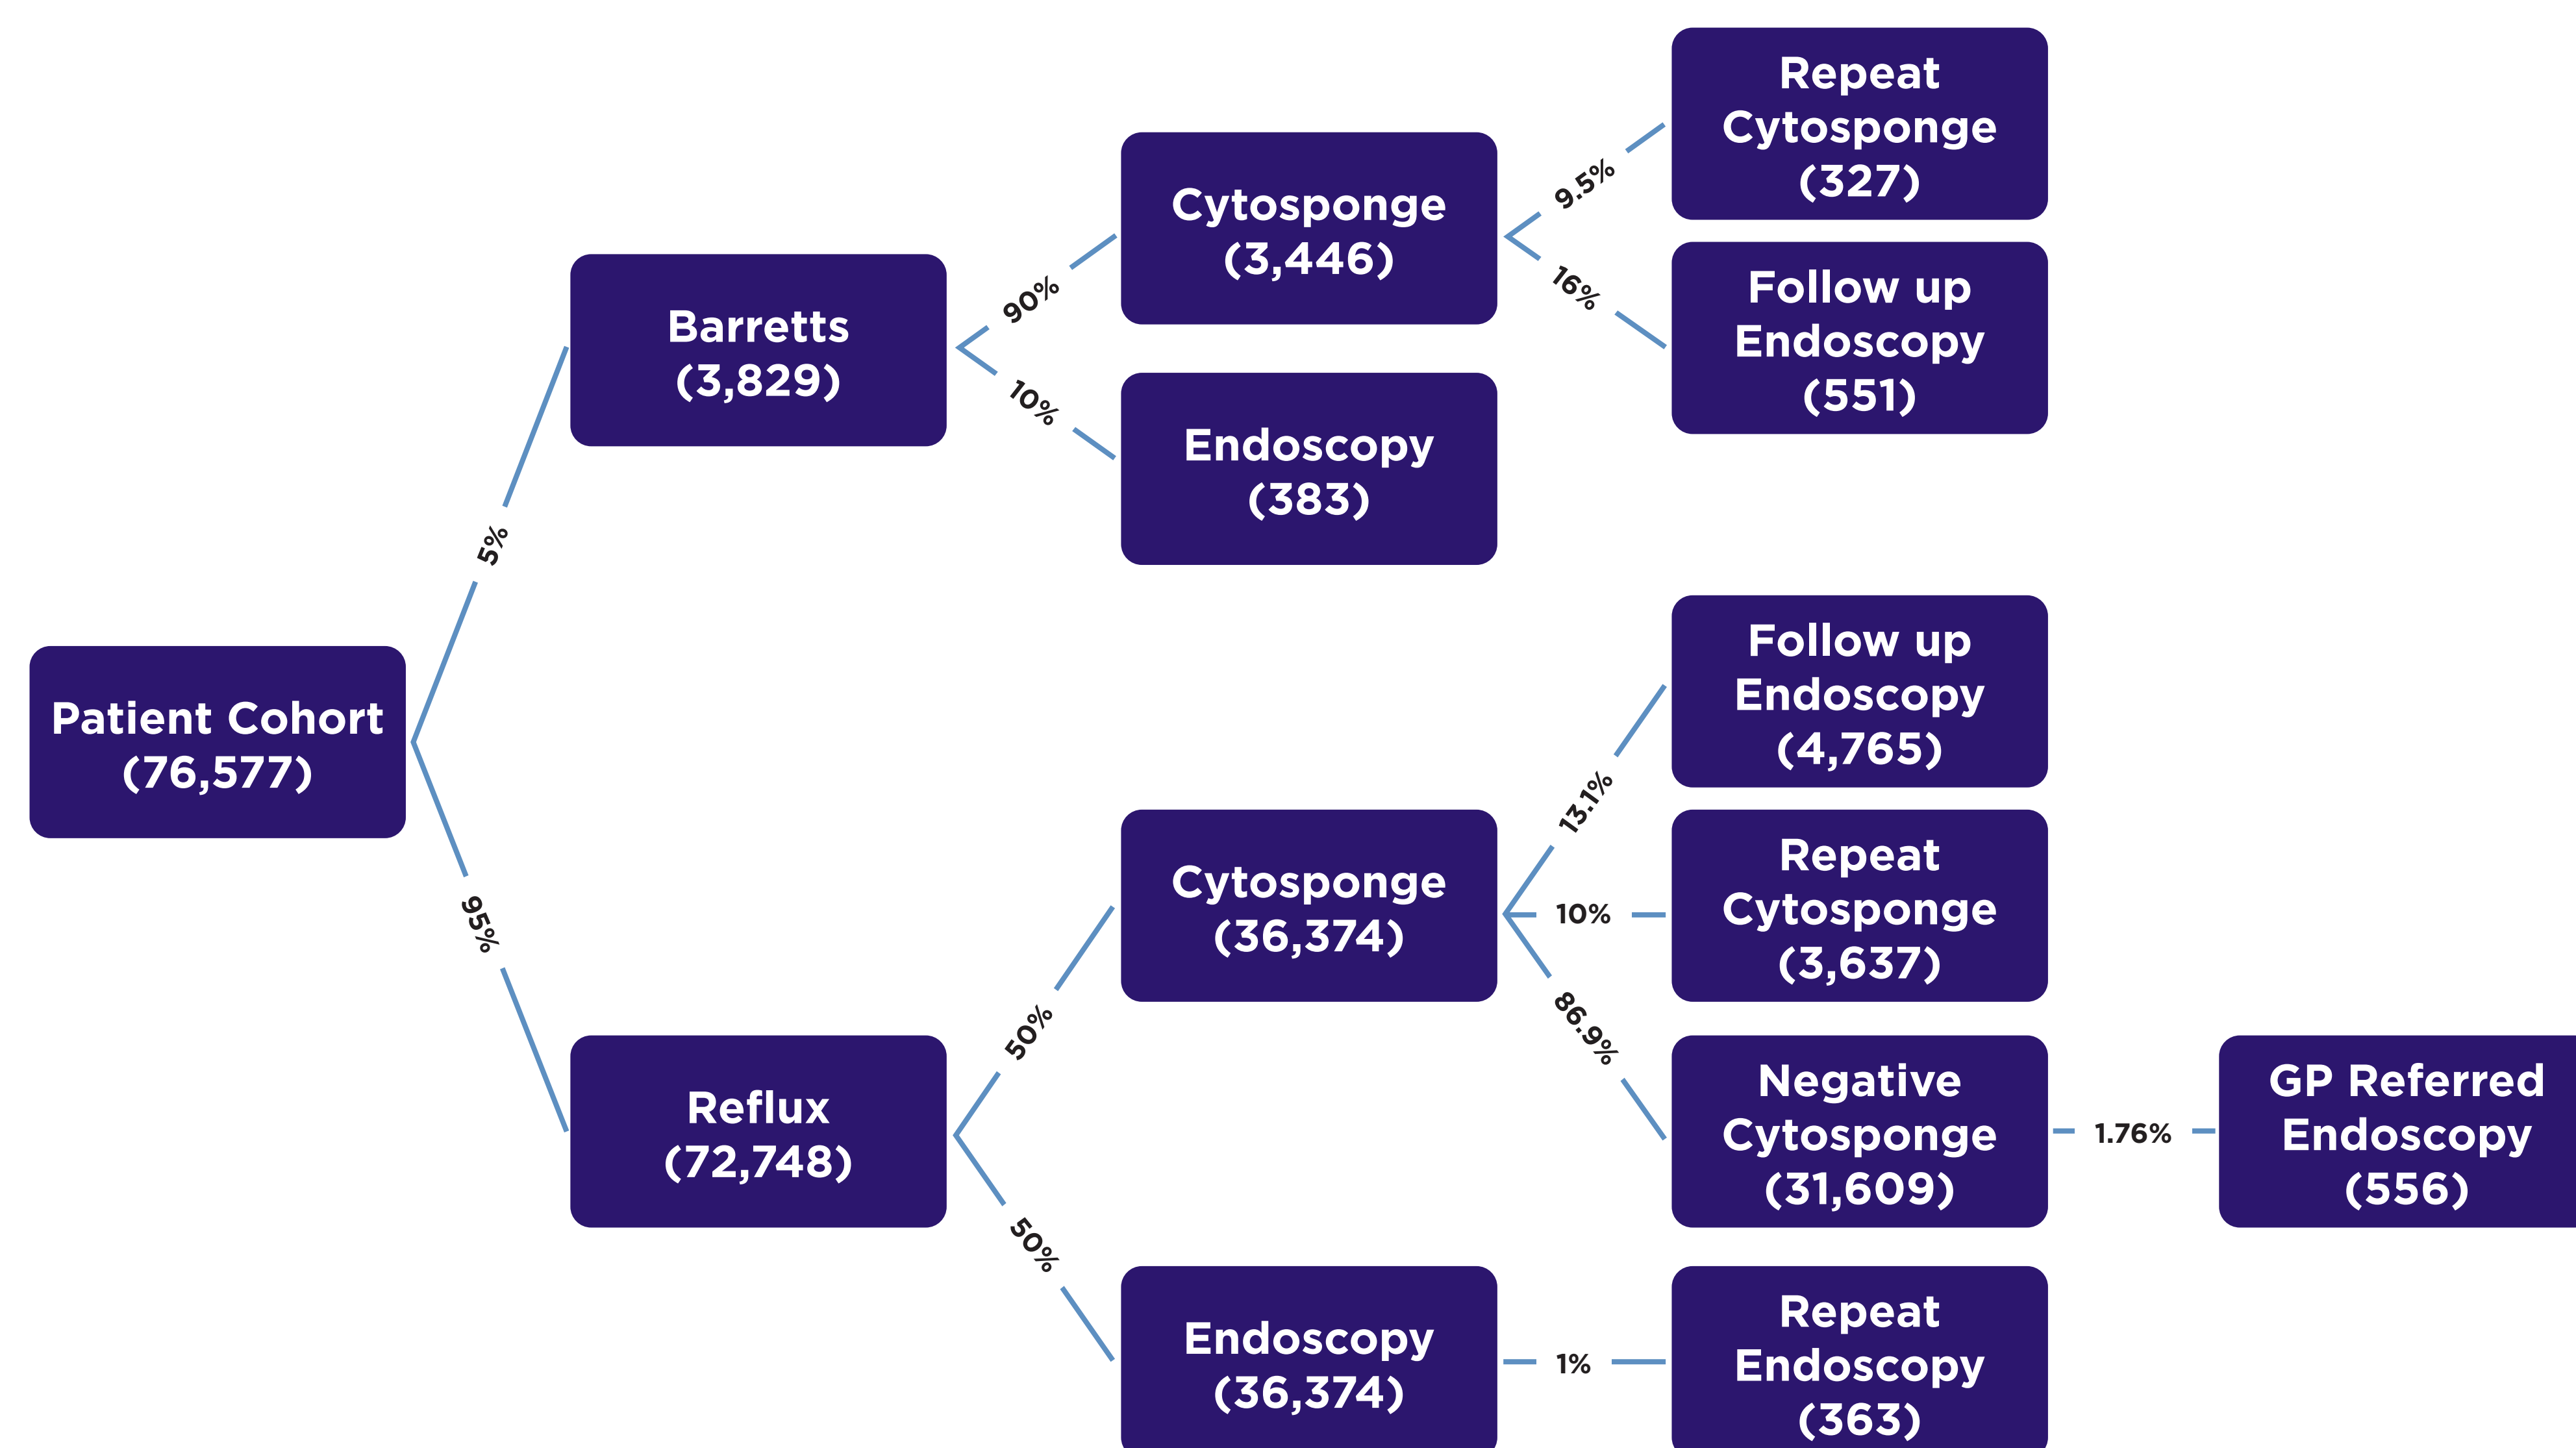 Patient Cohort
(76,577)
5%
95%
Barretts
(3,829)
90%
10%
Cytosponge
(3,446)
9.5%
16%
Repeat
Cytosponge
(327)
Follow up
Endoscopy
(551)
Endoscopy
(383)
Reflux
(72,748)
50%
50%
Cytosponge
(36,374)
13.1%
10%
86.9%
Follow up
Endoscopy
(4,765)
Repeat
Cytosponge
(3,637)
Negative
Cytosponge
(31,609)
1.76%
GP Referred
Endoscopy
(556)
Endoscopy
(36,374)
1%
Repeat
Endoscopy
(363)